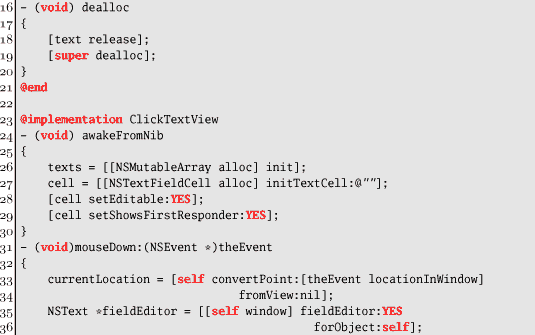 16 - (void) dealloc
17 {
18     [text release];
19     [super dealloc];
20 }
21 @end
22
23 @implementation ClickTextView
24 - (void) awakeFromNib
25 {
26     texts = [[NSMutableArray alloc] init];
27     cell = [[NSTextFieldCell alloc] initTextCell:@""];
28     [cell setEditable:YES];
29     [cell setShowsFirstResponder:YES];
30 }
31 - (void)mouseDown:(NSEvent *)theEvent
32 {
33     currentLocation = [self convertPoint:[theEvent locationInWindow]
34                                 fromView:nil];
35     NSText *fieldEditor = [[self window] fieldEditor:YES
36                                            forObject:self];